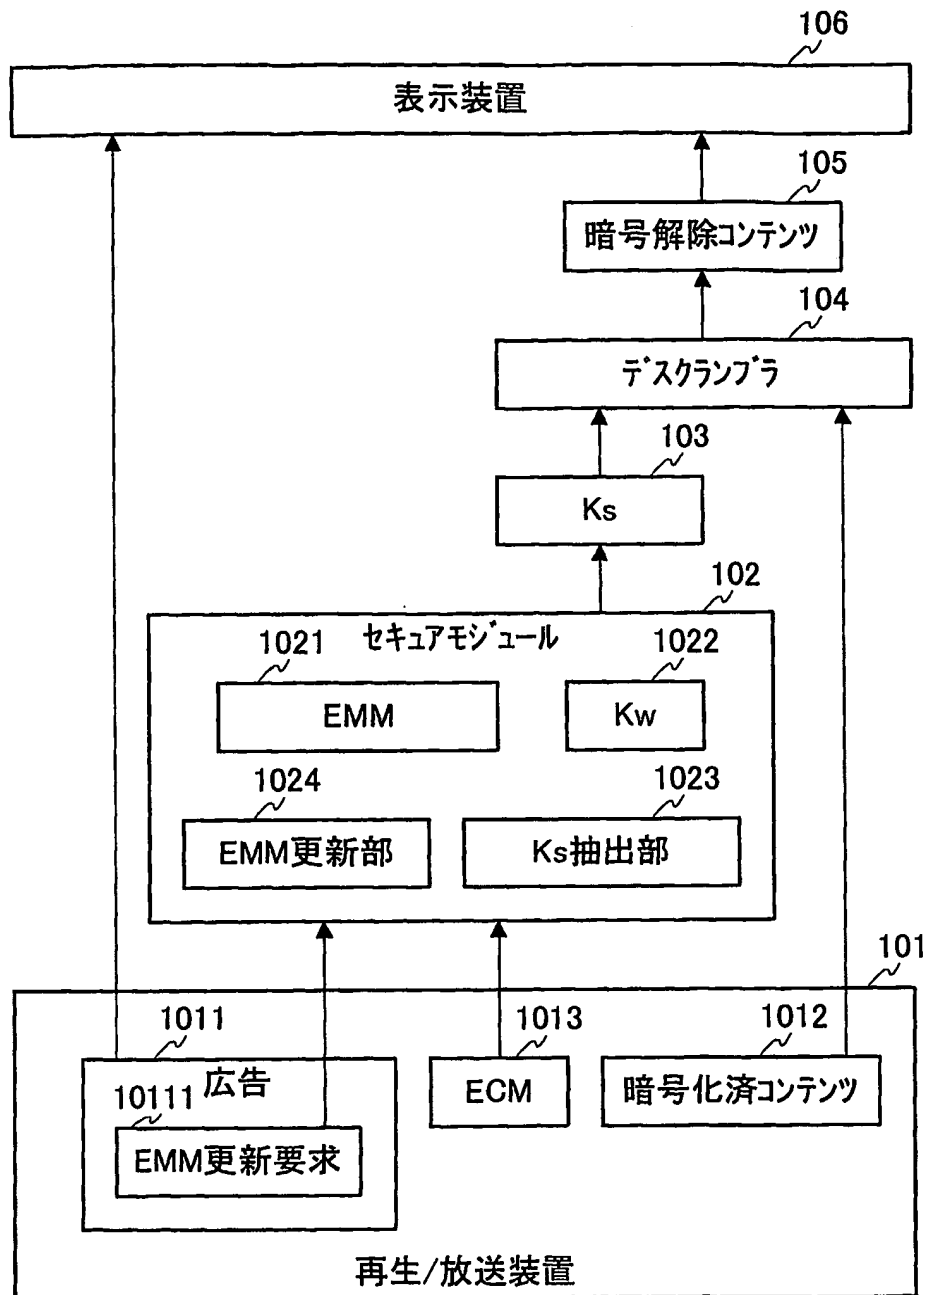 106
表示装置
105
暗号解除コンテンツ
104
デスクランブラ
103
Ks
102
セキュアモジュール
1021
1022
EMM
Kw
1024
1023
EMM更新部
Ks抽出部
101
1011
1013
1012
広告
ECM
暗号化済コンテンツ
10111
EMM更新要求
再生/放送装置